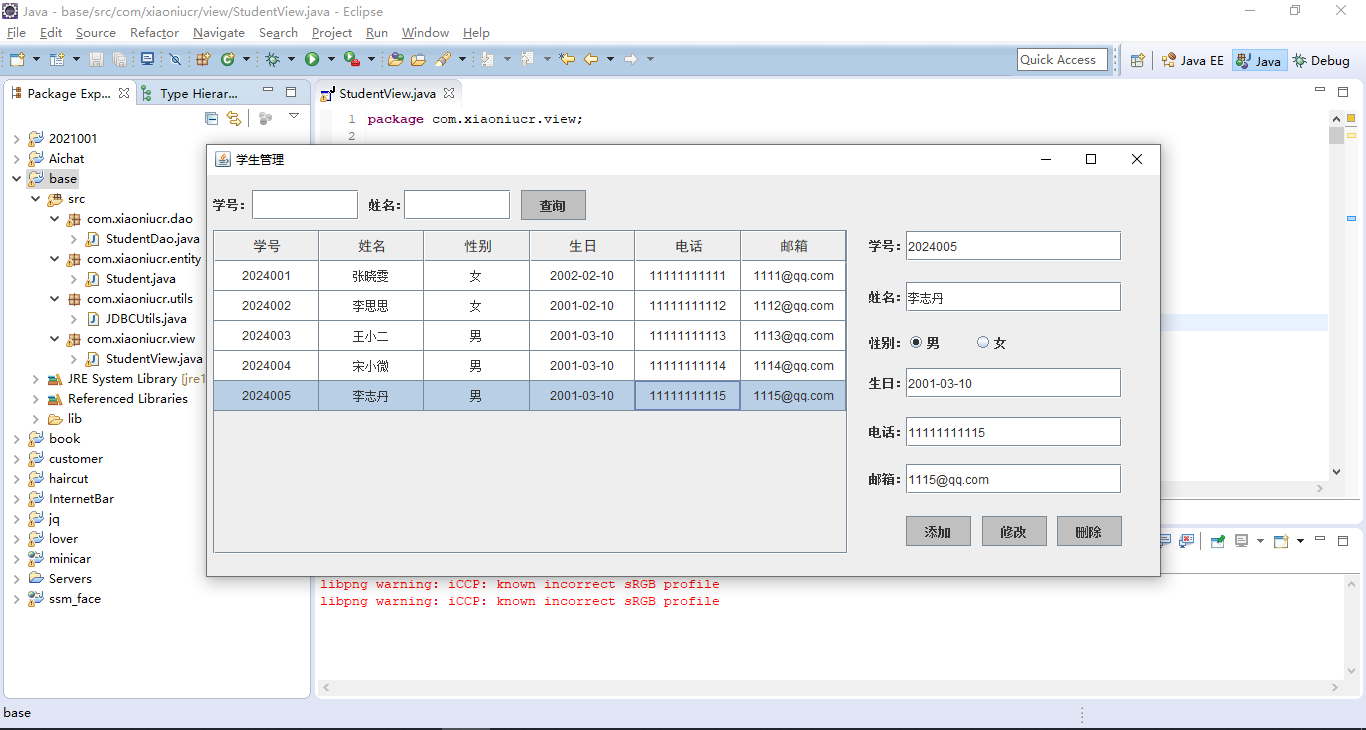 Java - base/src/com/xiaoniucr/view/StudentView.java - Eclipse
File Edit Source Refactor Navigate Search Project Run Window Help
Quick Access Java EE Java Debug
Package Exp... Type Hierar...
2021001
Aichat
base
src
com.xiaoniucr.dao
StudentDao.java
com.xiaoniucr.entity
Student.java
com.xiaoniucr.utils
JDBCUtils.java
com.xiaoniucr.view
StudentView.java
JRE System Library [jre1
Referenced Libraries
lib
book
customer
haircut
InternetBar
jq
lover
minicar
Servers
ssm_face
StudentView.java
1 package com.xiaoniucr.view;
2
学生管理
学号: 姓名: 查询
学号 姓名 性别 生日 电话 邮箱
2024001 张晓雯 女 2002-02-10 11111111111 1111@qq.com
2024002 李思思 女 2001-02-10 11111111112 1112@qq.com
2024003 王小二 男 2001-03-10 11111111113 1113@qq.com
2024004 宋小微 男 2001-03-10 11111111114 1114@qq.com
2024005 李志丹 男 2001-03-10 11111111115 1115@qq.com
学号: 2024005
姓名: 李志丹
性别: 男 女
生日: 2001-03-10
电话: 11111111115
邮箱: 1115@qq.com
添加 修改 删除
libpng warning: iCCP: known incorrect sRGB profile
libpng warning: iCCP: known incorrect sRGB profile
base